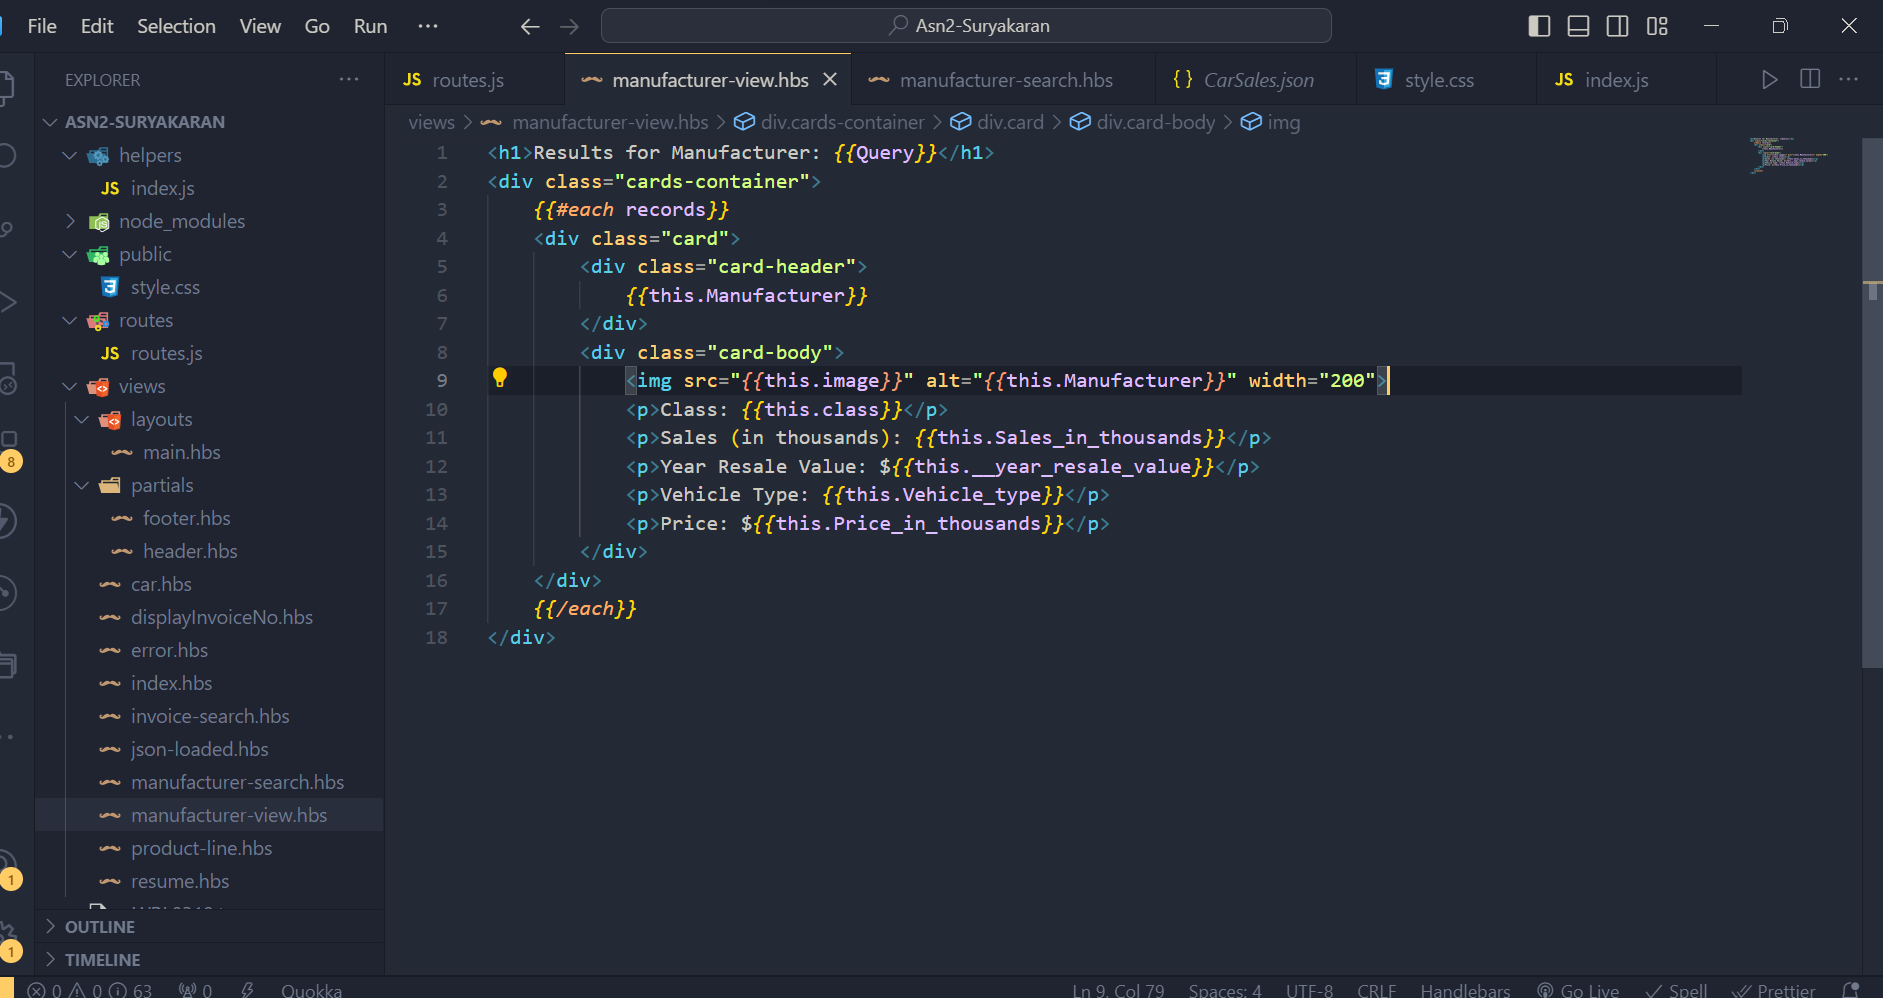 File Edit Selection View Go Run ··· Asn2-Suryakaran
EXPLORER ···
ASN2-SURYAKARAN
helpers
JS index.js
node_modules
public
style.css
routes
JS routes.js
views
layouts
main.hbs
partials
footer.hbs
header.hbs
car.hbs
displayInvoiceNo.hbs
error.hbs
index.hbs
invoice-search.hbs
json-loaded.hbs
manufacturer-search.hbs
manufacturer-view.hbs
product-line.hbs
resume.hbs
OUTLINE
TIMELINE
8
1
1
JS routes.js manufacturer-view.hbs manufacturer-search.hbs {} CarSales.json style.css JS index.js
views > manufacturer-view.hbs > div.cards-container > div.card > div.card-body > img
1 <h1>Results for Manufacturer: {{Query}}</h1>
2 <div class="cards-container">
3 {{#each records}}
4 <div class="card">
5 <div class="card-header">
6 {{this.Manufacturer}}
7 </div>
8 <div class="card-body">
9 <img src="{{this.image}}" alt="{{this.Manufacturer}}" width="200">
10 <p>Class: {{this.class}}</p>
11 <p>Sales (in thousands): {{this.Sales_in_thousands}}</p>
12 <p>Year Resale Value: ${{this.__year_resale_value}}</p>
13 <p>Vehicle Type: {{this.Vehicle_type}}</p>
14 <p>Price: ${{this.Price_in_thousands}}</p>
15 </div>
16 </div>
17 {{/each}}
18 </div>
0 0 63 0 Quokka Ln 9, Col 79 Spaces: 4 UTF-8 CRLF Handlebars Go Live Spell Prettier